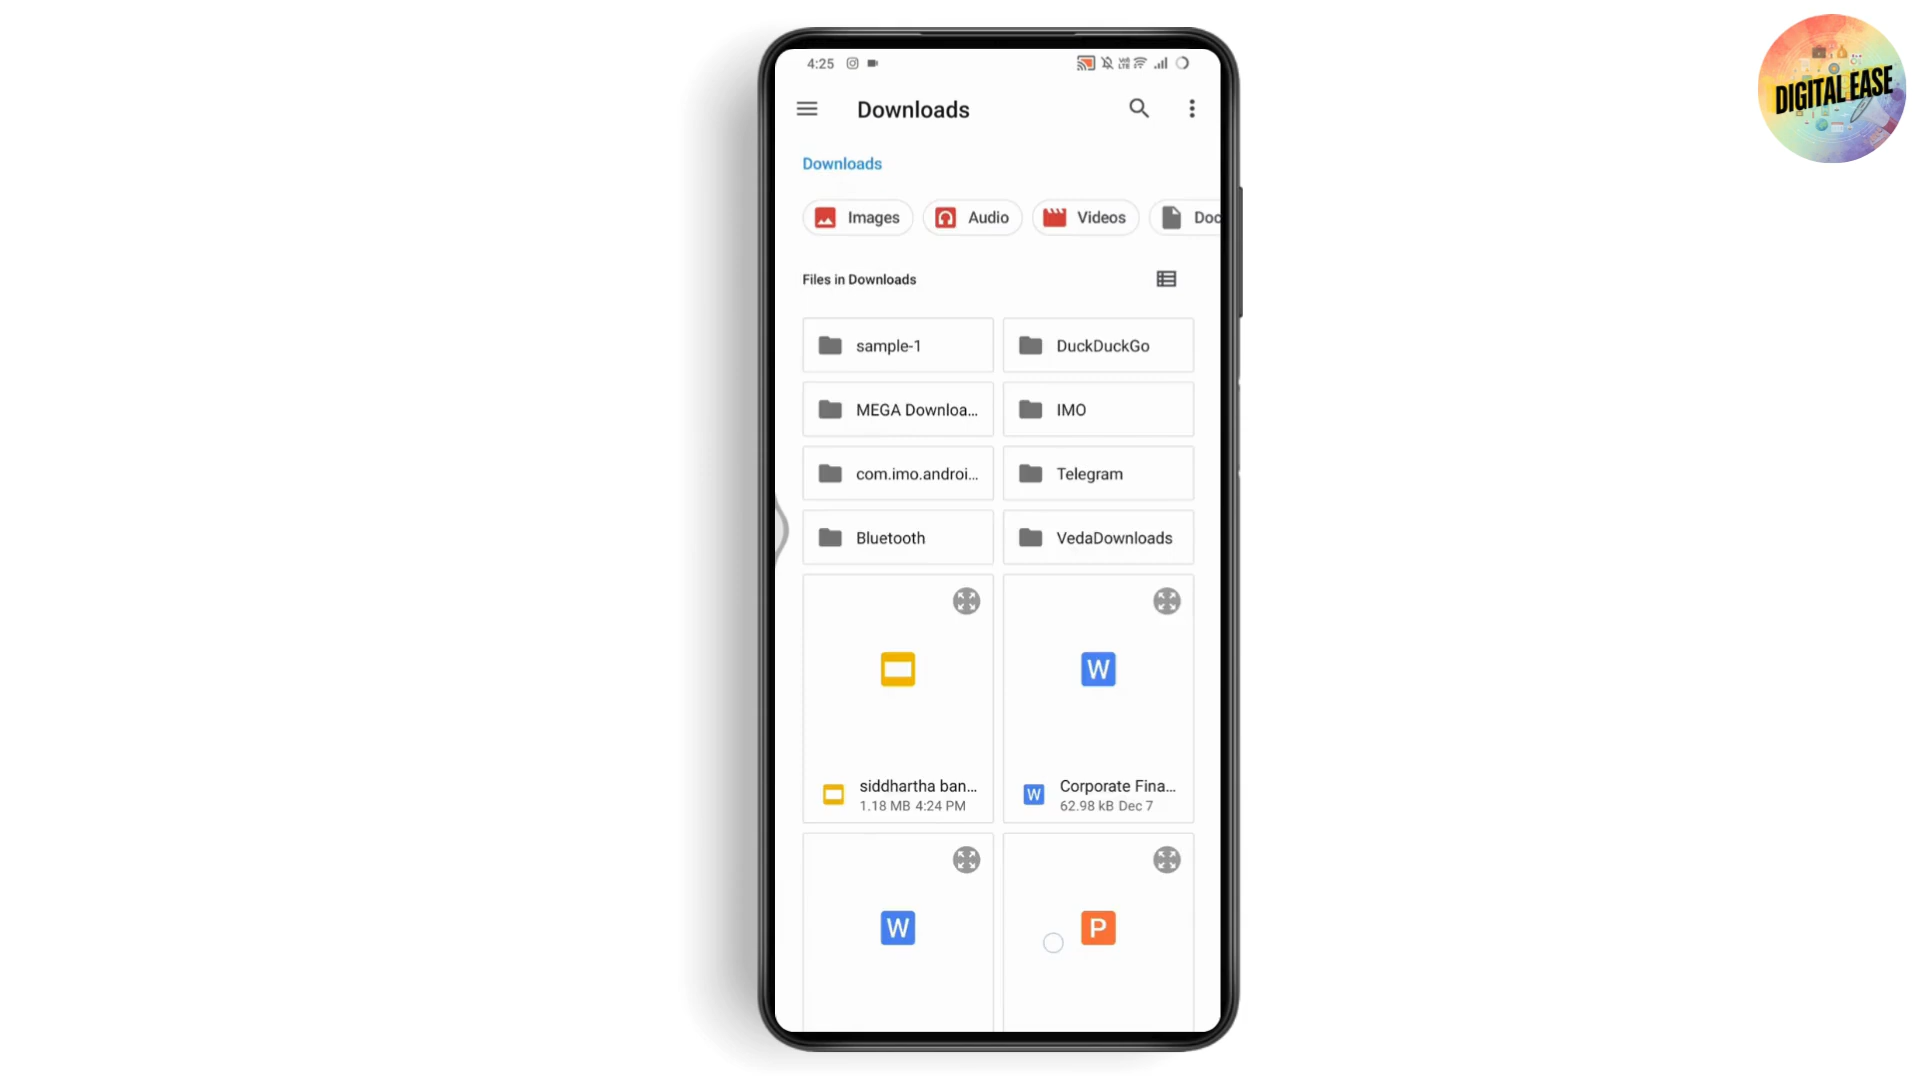 DIGITAL EASE
4:25
Downloads
Downloads
Images
Audio
Videos
Doc
Files in Downloads
sample-1
DuckDuckGo
MEGA Downloa...
IMO
com.imo.androi...
Telegram
Bluetooth
VedaDownloads
W
siddhartha ban...
1.18 MB 4:24 PM
W
Corporate Fina...
62.98 kB Dec 7
W
P